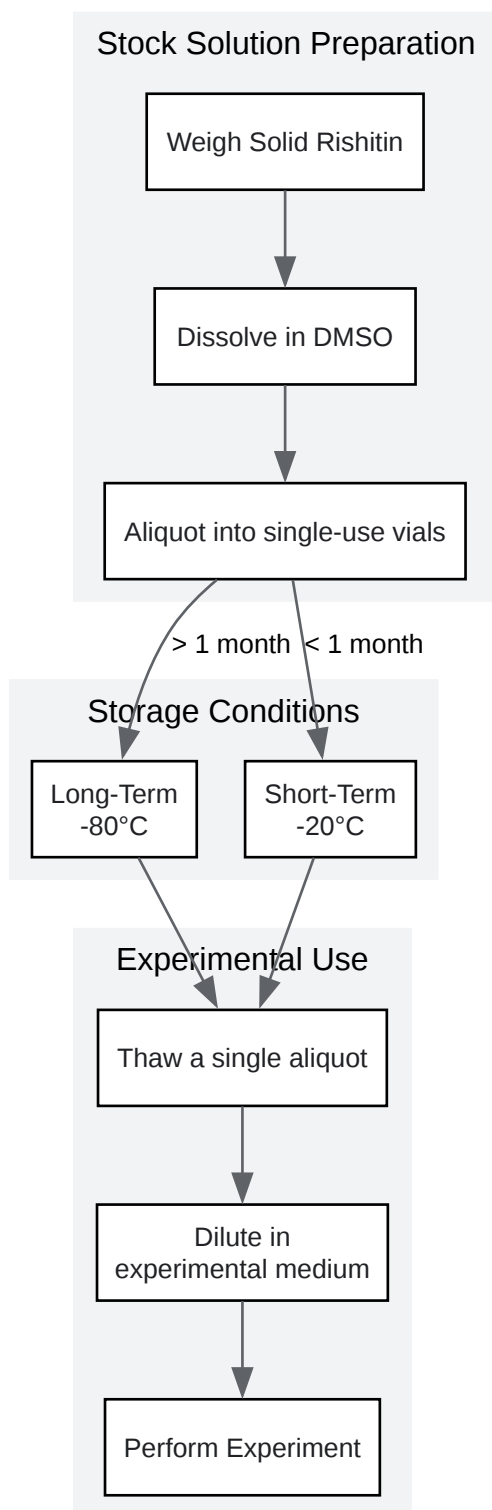 Stock Solution Preparation
Weigh Solid Rishitin
Dissolve in DMSO
Aliquot into single-use vials
> 1 month
< 1 month
Storage Conditions
Long-Term
-80°C
Short-Term
-20°C
Experimental Use
Thaw a single aliquot
Dilute in
experimental medium
Perform Experiment